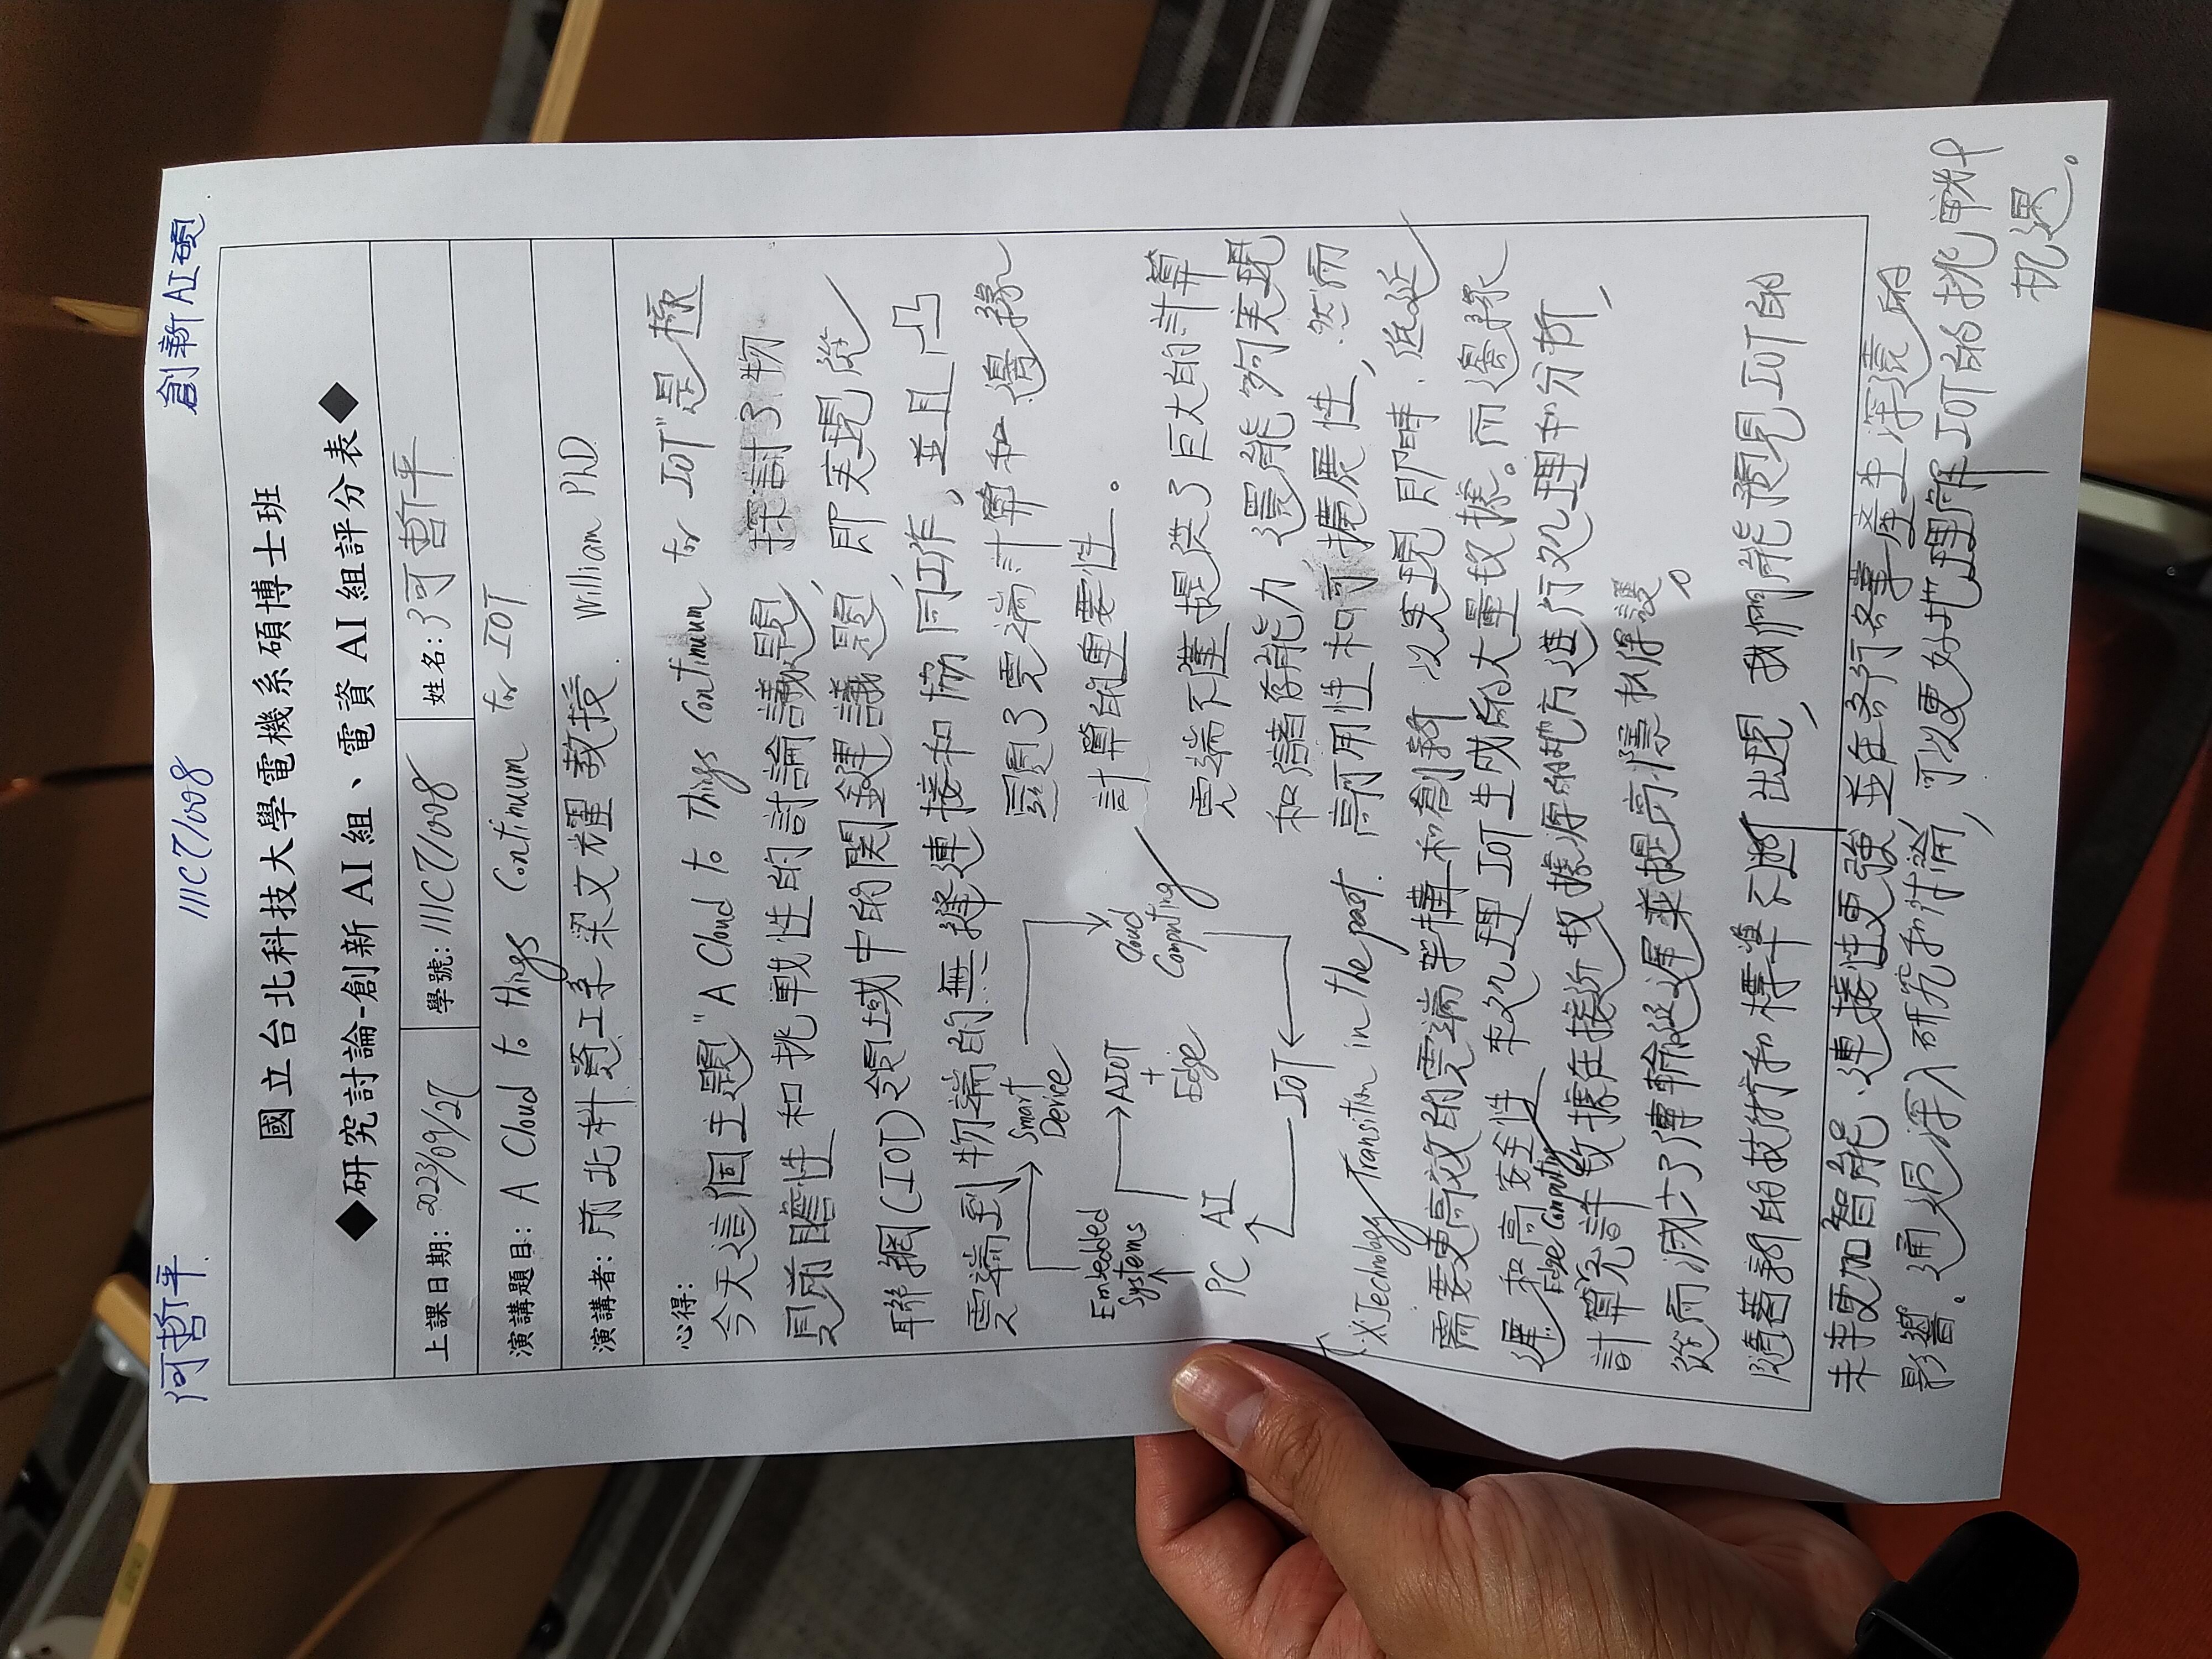 何哲平 111C71008 創新AI碩
國立台北科技大學電機系碩博士班
◆研究討論-創新 AI 組、電資 AI 組評分表◆
上課日期: 2023/09/27 學號: 111C71008 姓名: 何哲平
演講題目: A Cloud to things Continuum for IOT
演講者: 前北科資工系梁文耀教授. William PhD
心得:
今天這個主題"A Cloud to Things Continuum for IOT"是極
具前瞻性和挑戰性的討論議題, 探討了物
聯網(IOT)領域中的関鍵議題, 即実現從
雲端到物端的無縫連接和協同工作, 並且凸
顯了雲端計算和邊緣
計算的重要性。
Smart
Device
Embedded
Systems
AIOT
+
Edge
Cloud
Computing
PC AI
IOT
※Technology Transition in the past.
雲端不僅提供了巨大的計算
和儲存能力, 還能夠実現
高可用性和可擴展性, 然而
需要更高效的雲端架構和創新 以実現 即時、低延
遲 和高安全性 来处理 IOT生成的大量数據。而邊緣
Edge Computing
計算允許数據在接近数據源的地方進行处理和分析,
從而減少了傳輸延遲並提高隱私保護。
隨著新的技術和標準不断出現, 我們能預見IOT的
未來更加智能、連接性更強, 並在各行各業產生深遠的
影響。通過深入研究和討論, 可以更好地理解IOT的挑戰
机遇。